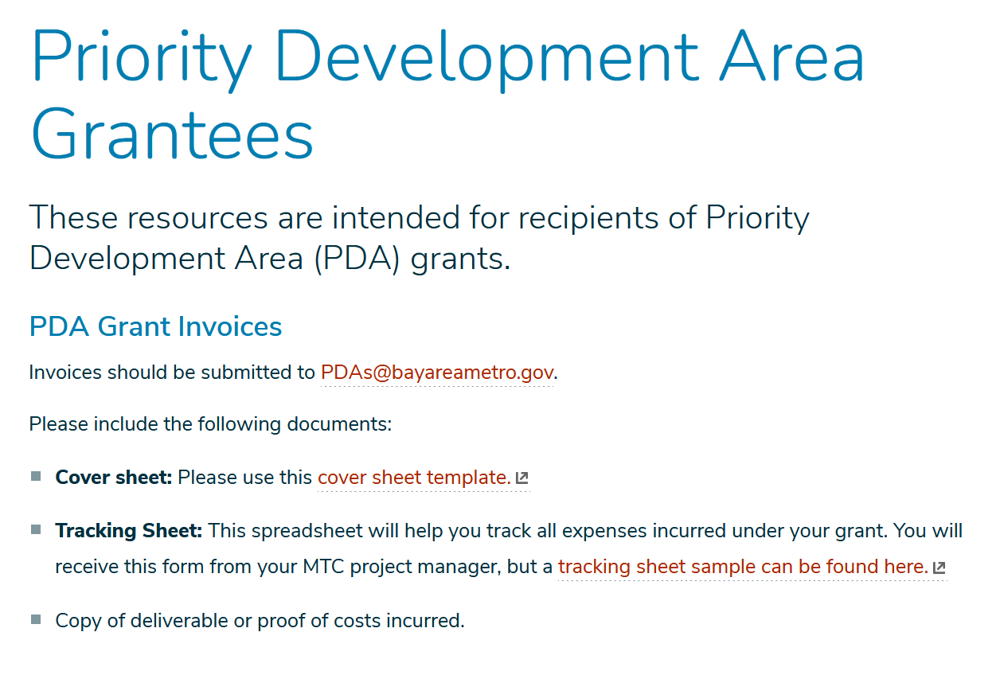 Priority Development Area
Grantees
These resources are intended for recipients of Priority
Development Area (PDA) grants.
PDA Grant Invoices
Invoices should be submitted to PDAs@bayareametro.gov.
Please include the following documents:
Cover sheet: Please use this cover sheet template.
Tracking Sheet: This spreadsheet will help you track all expenses incurred under your grant. You will
receive this form from your MTC project manager, but a tracking sheet sample can be found here.
Copy of deliverable or proof of costs incurred.